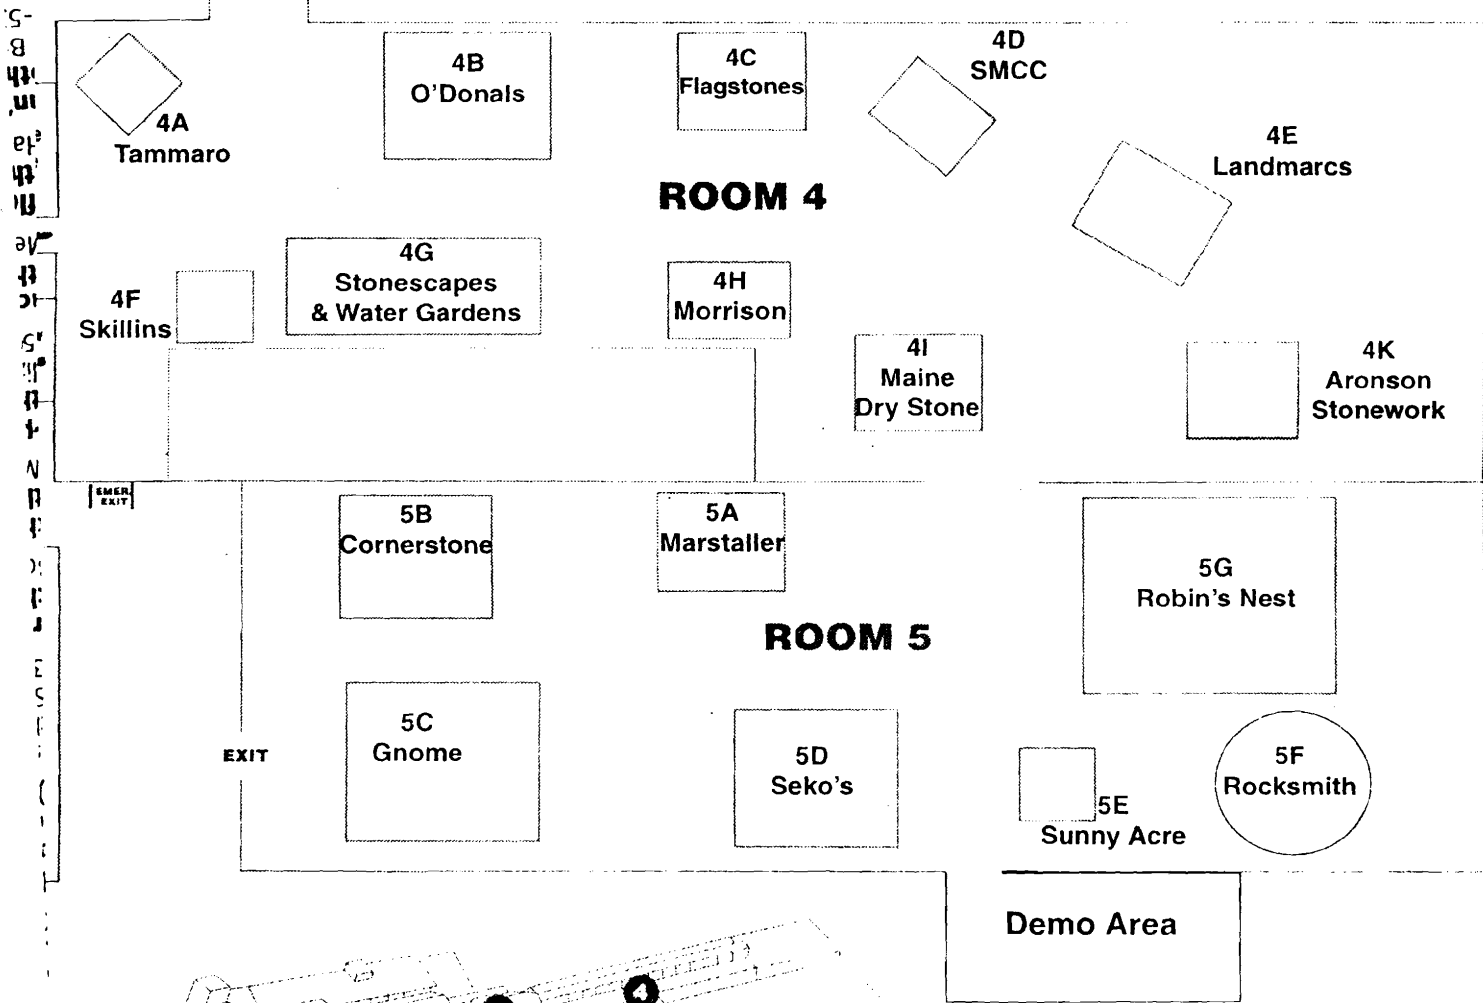 4A
Tammaro
4B
O'Donals
4C
Flagstones
4D
SMCC
4E
Landmarcs
ROOM 4
4F
Skillins
4G
Stonescapes
& Water Gardens
4H
Morrison
4I
Maine
Dry Stone
4K
Aronson
Stonework
EMER
EXIT
5B
Cornerstone
5A
Marstaller
5G
Robin's Nest
ROOM 5
EXIT
5C
Gnome
5D
Seko's
5E
Sunny Acre
5F
Rocksmith
Demo Area
4